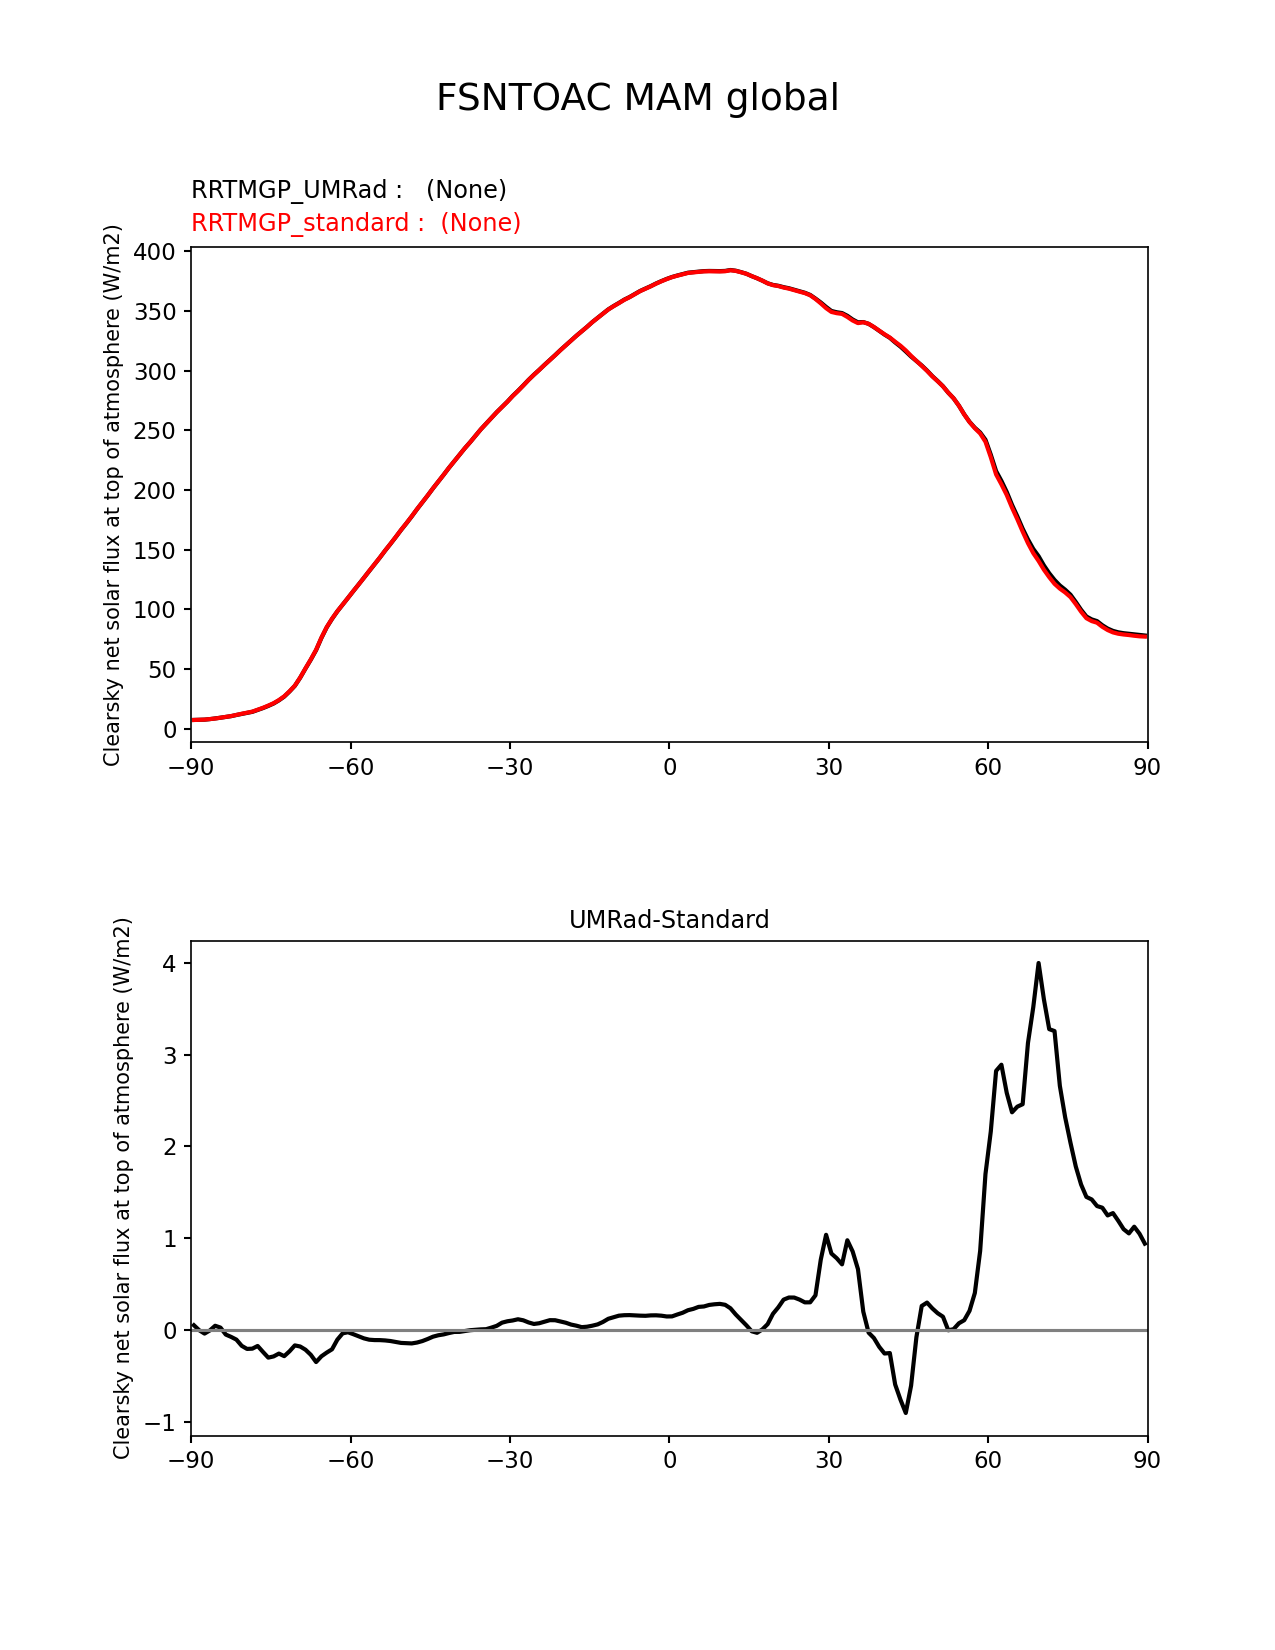 FSNTOAC MAM global
RRTMGP_UMRad :   (None)
RRTMGP_standard :  (None)
Clearsky net solar flux at top of atmosphere (W/m2)
400
350
300
250
200
150
100
50
0
−90 −60 −30 0 30 60 90
UMRad-Standard
Clearsky net solar flux at top of atmosphere (W/m2)
4
3
2
1
0
−1
−90 −60 −30 0 30 60 90